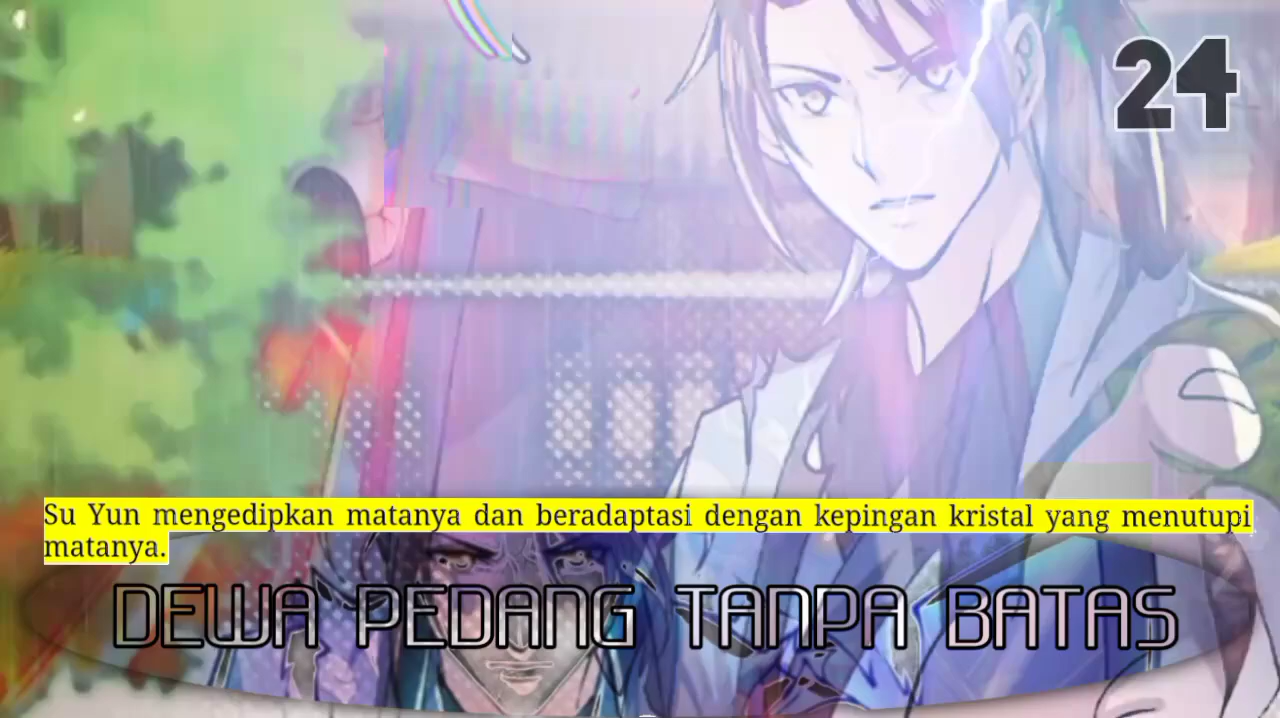 24
Su Yun mengedipkan matanya dan beradaptasi dengan kepingan kristal yang menutupi
matanya.
DEWA PEDANG TANPA BATAS